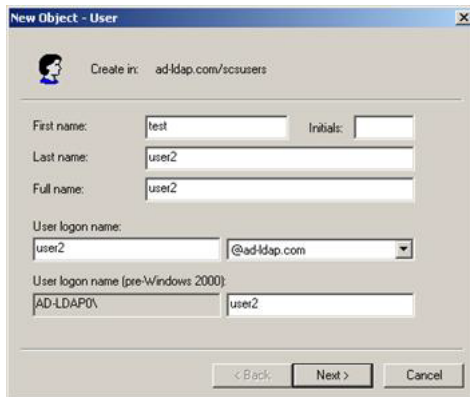 New Object - User
Create in: ad-ldap.com/scsusers
First name: test Initials:
Last name: user2
Full name: user2
User logon name:
user2 @ad-ldap.com
User logon name (pre-Windows 2000):
AD-LDAP0\ user2
< Back Next > Cancel